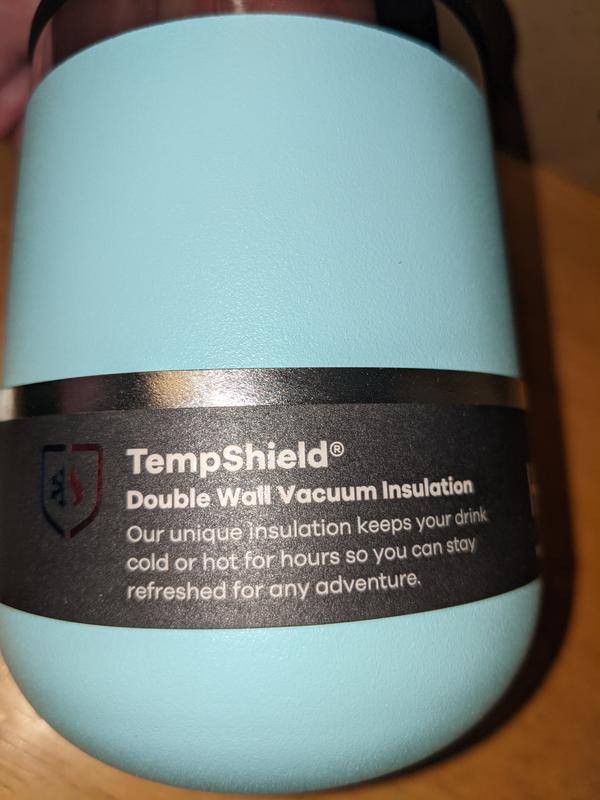 TempShield®
Double Wall Vacuum Insulation
Our unique insulation keeps your drink
cold or hot for hours so you can stay
refreshed for any adventure.